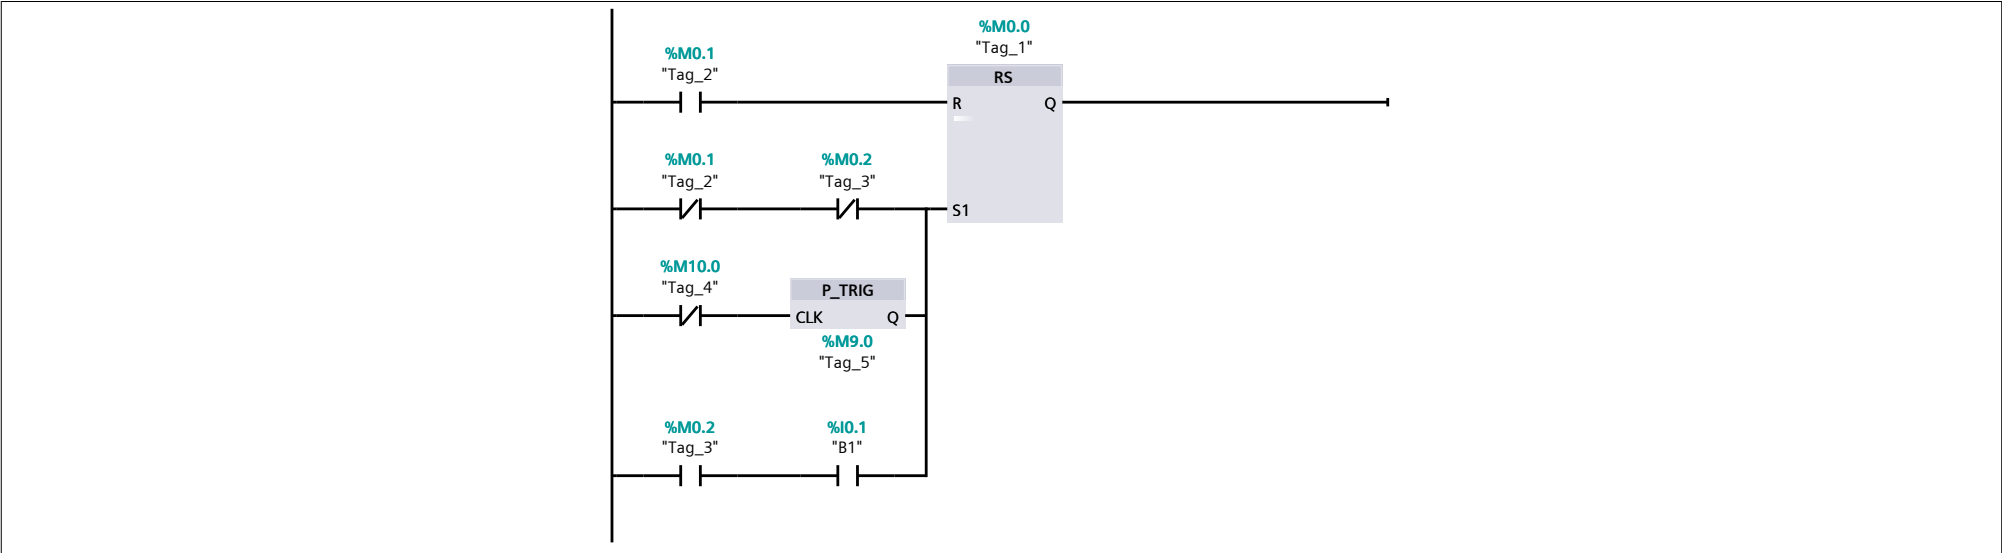 %M0.0
"Tag_1"
%M0.1
"Tag_2"
RS
R Q
%M0.1 %M0.2
"Tag_2" "Tag_3"
S1
%M10.0
"Tag_4"
P_TRIG
CLK Q
%M9.0
"Tag_5"
%M0.2 %I0.1
"Tag_3" "B1"